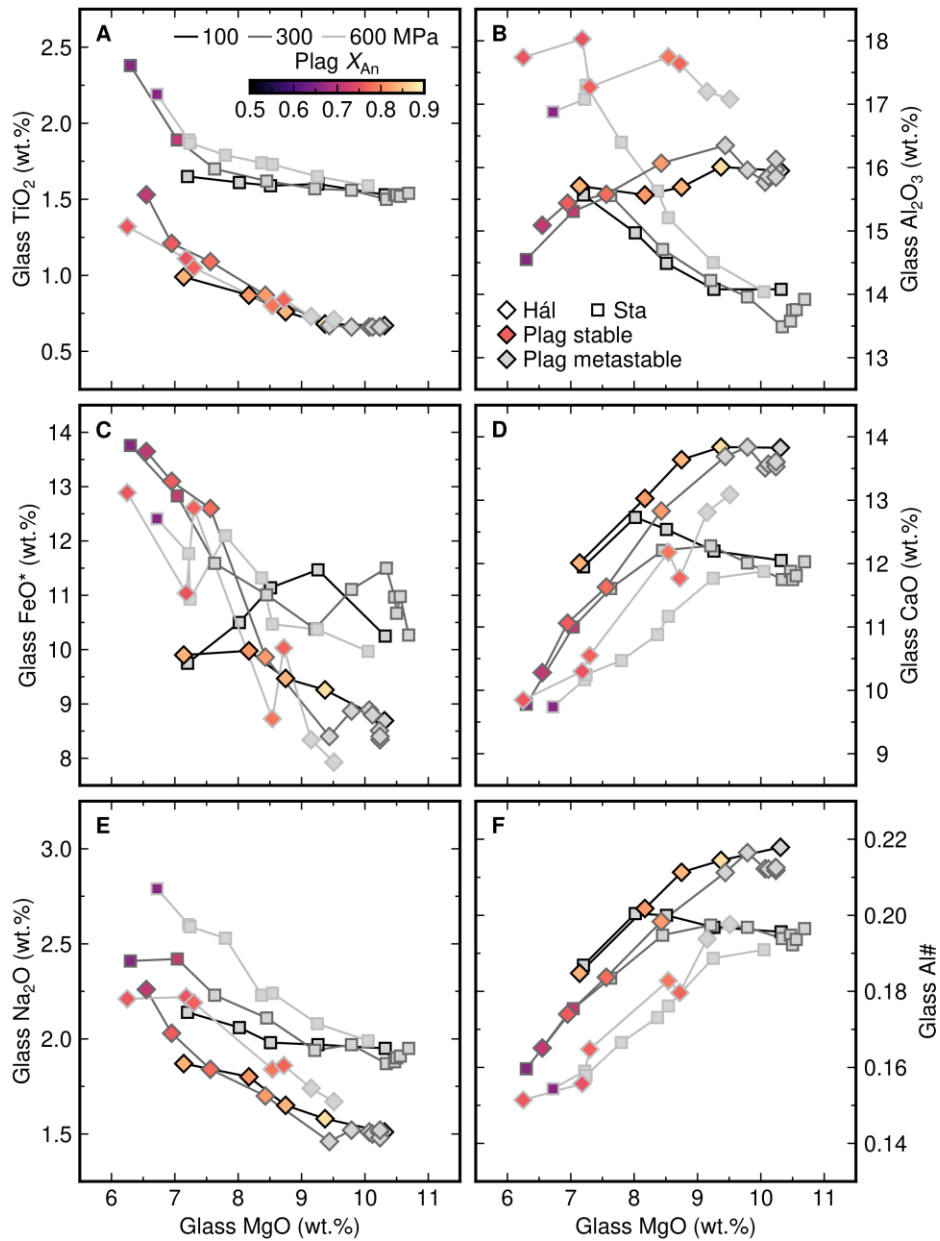 A
100 300 600 MPa
Plag X_An
0.5 0.6 0.7 0.8 0.9
2.5
2.0
1.5
1.0
0.5
Glass TiO₂ (wt.%)
B
18
17
16
15
14
13
Glass Al₂O₃ (wt.%)
Hál Sta
Plag stable
Plag metastable
C
14
13
12
11
10
9
8
Glass FeO* (wt.%)
D
14
13
12
11
10
9
Glass CaO (wt.%)
E
3.0
2.5
2.0
1.5
Glass Na₂O (wt.%)
6 7 8 9 10 11
Glass MgO (wt.%)
F
0.22
0.20
0.18
0.16
0.14
Glass Al#
6 7 8 9 10 11
Glass MgO (wt.%)